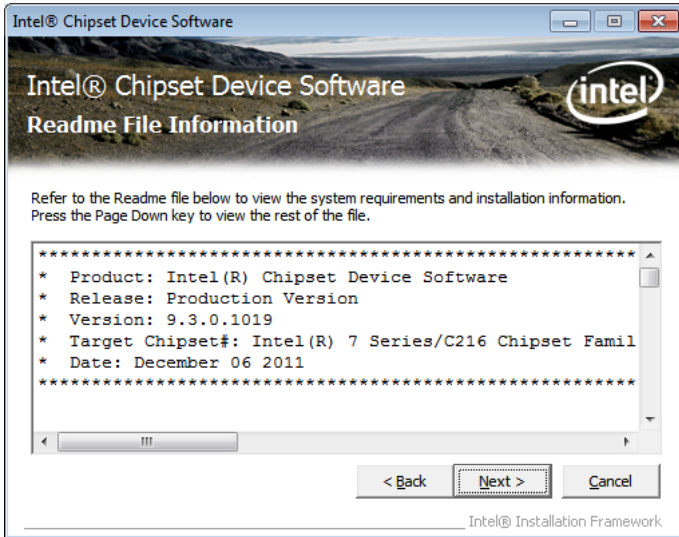 Intel® Chipset Device Software
Intel® Chipset Device Software
intel
Readme File Information
Refer to the Readme file below to view the system requirements and installation information.
Press the Page Down key to view the rest of the file.
*********************************************************
* Product: Intel(R) Chipset Device Software
* Release: Production Version
* Version: 9.3.0.1019
* Target Chipset#: Intel(R) 7 Series/C216 Chipset Famil
* Date: December 06 2011
*********************************************************
< Back Next > Cancel
Intel® Installation Framework